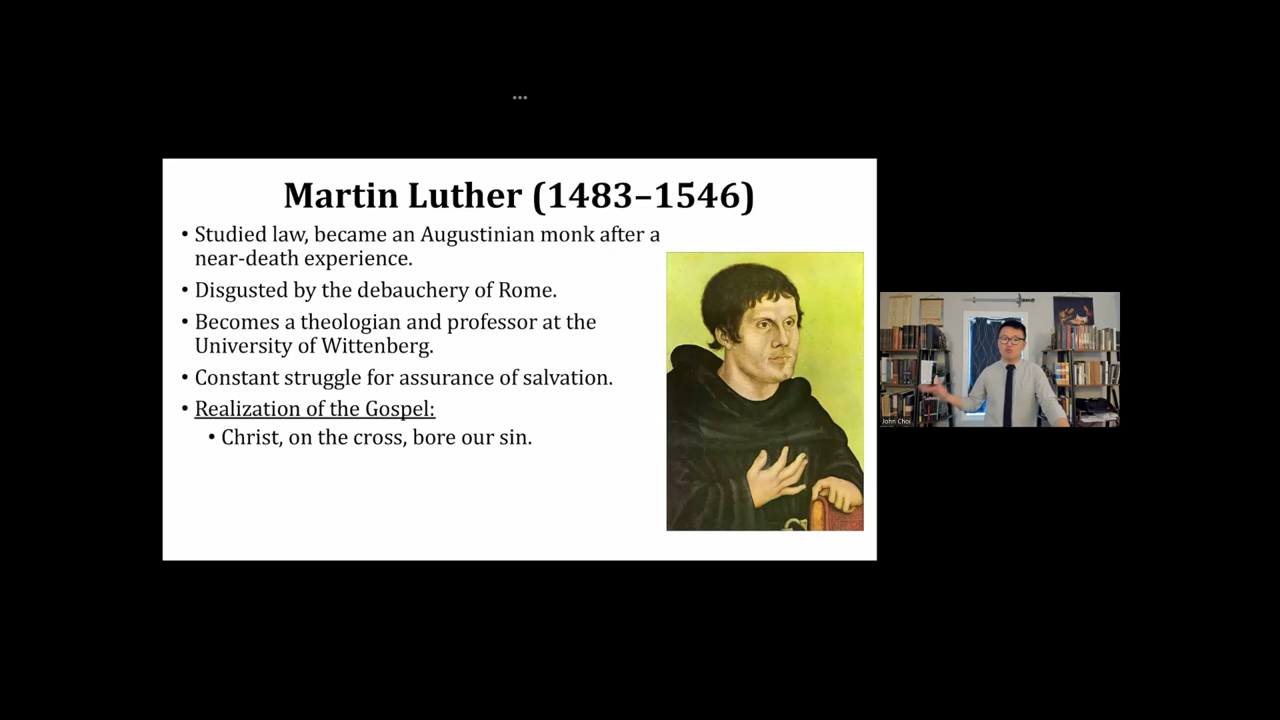 Martin Luther (1483–1546)
• Studied law, became an Augustinian monk after a
near-death experience.
• Disgusted by the debauchery of Rome.
• Becomes a theologian and professor at the
University of Wittenberg.
• Constant struggle for assurance of salvation.
• Realization of the Gospel:
• Christ, on the cross, bore our sin.
John Choi